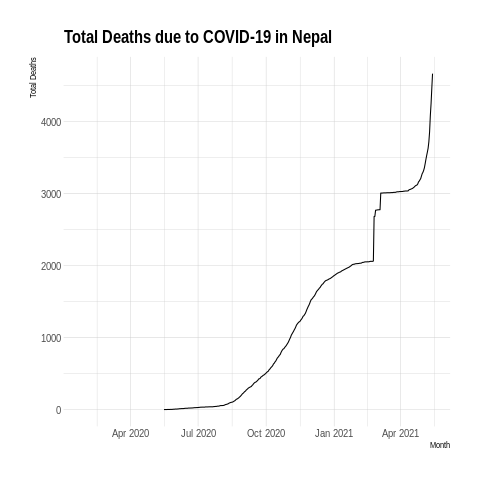 Total Deaths due to COVID-19 in Nepal
Total Deaths
4000
3000
2000
1000
0
Apr 2020 Jul 2020 Oct 2020 Jan 2021 Apr 2021
Month